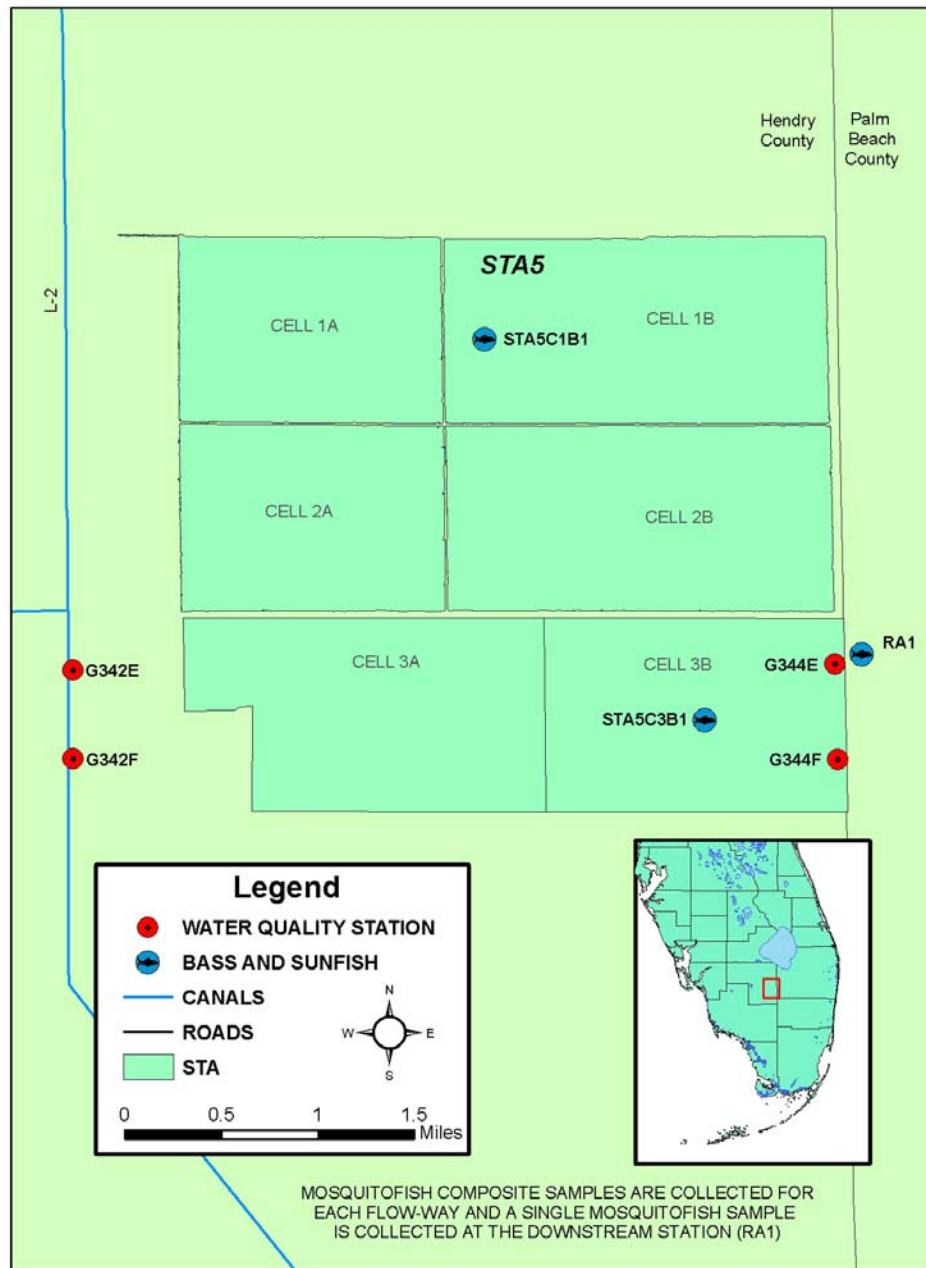 Hendry
County
Palm
Beach
County
STA5
L-2
CELL 1A
CELL 1B
STA5C1B1
CELL 2A
CELL 2B
CELL 3A
CELL 3B
RA1
G342E
G344E
STA5C3B1
G342F
G344F
Legend
WATER QUALITY STATION
BASS AND SUNFISH
CANALS
ROADS
STA
N
W E
S
0 0.5 1 1.5
Miles
MOSQUITOFISH COMPOSITE SAMPLES ARE COLLECTED FOR
EACH FLOW-WAY AND A SINGLE MOSQUITOFISH SAMPLE
IS COLLECTED AT THE DOWNSTREAM STATION (RA1)